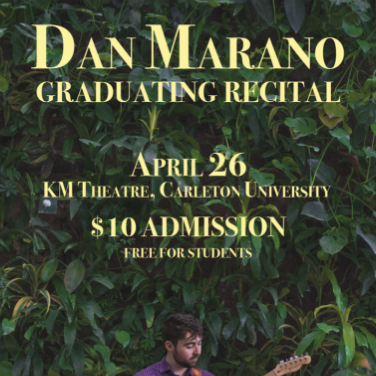 DAN MARANO
GRADUATING RECITAL
APRIL 26
KM THEATRE, CARLETON UNIVERSITY
$10 ADMISSION
FREE FOR STUDENTS